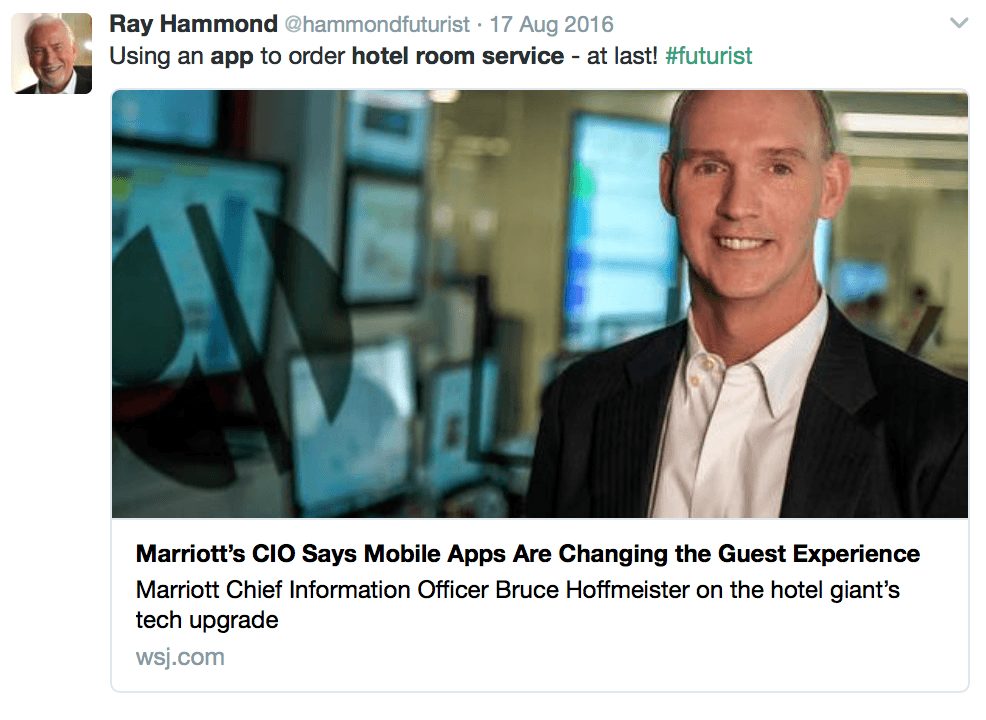 Ray Hammond @hammondfuturist · 17 Aug 2016
Using an app to order hotel room service - at last! #futurist
Marriott’s CIO Says Mobile Apps Are Changing the Guest Experience
Marriott Chief Information Officer Bruce Hoffmeister on the hotel giant’s
tech upgrade
wsj.com